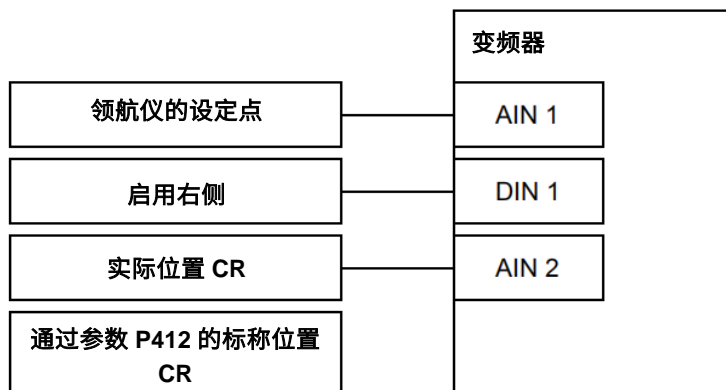 变频器
领航仪的设定点
AIN 1
启用右侧
DIN 1
实际位置 CR
AIN 2
通过参数 P412 的标称位置
CR